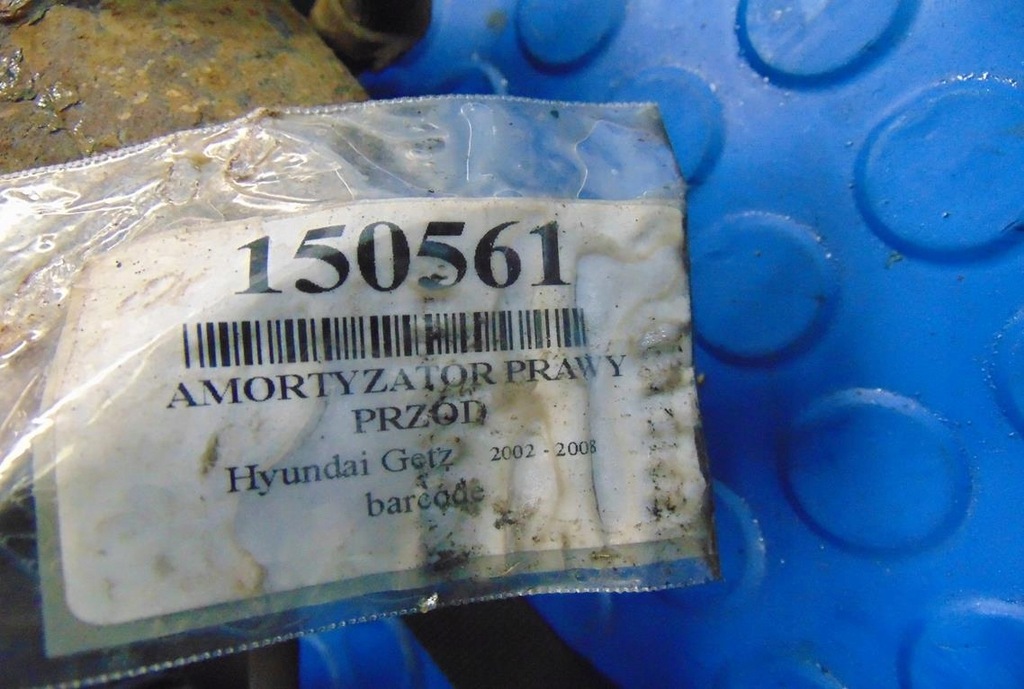 150561
AMORTYZATOR PRAWY
PRZÓD
Hyundai Getz 2002 - 2008
barcode